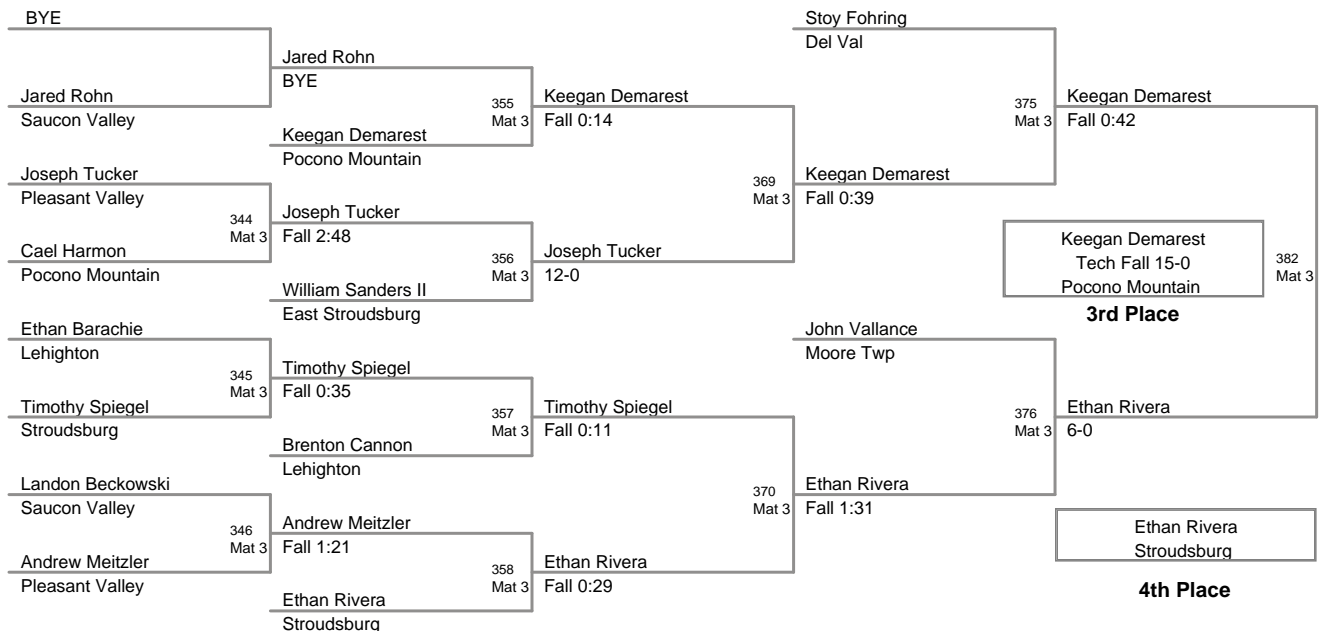 BYE
Jared Rohn
Saucon Valley
Joseph Tucker
Pleasant Valley
344
Mat 3
Cael Harmon
Pocono Mountain
Ethan Barachie
Lehighton
345
Mat 3
Timothy Spiegel
Stroudsburg
Landon Beckowski
Saucon Valley
346
Mat 3
Andrew Meitzler
Pleasant Valley
Jared Rohn
BYE
355
Mat 3
Keegan Demarest
Pocono Mountain
Joseph Tucker
Fall 2:48
356
Mat 3
William Sanders II
East Stroudsburg
Timothy Spiegel
Fall 0:35
357
Mat 3
Brenton Cannon
Lehighton
Andrew Meitzler
Fall 1:21
358
Mat 3
Ethan Rivera
Stroudsburg
Keegan Demarest
Fall 0:14
369
Mat 3
Joseph Tucker
12-0
Timothy Spiegel
Fall 0:11
370
Mat 3
Ethan Rivera
Fall 0:29
Stoy Fohring
Del Val
375
Mat 3
Keegan Demarest
Fall 0:39
John Vallance
Moore Twp
376
Mat 3
Ethan Rivera
Fall 1:31
Keegan Demarest
Fall 0:42
Keegan Demarest
Tech Fall 15-0
Pocono Mountain
382
Mat 3
3rd Place
Ethan Rivera
6-0
Ethan Rivera
Stroudsburg
4th Place